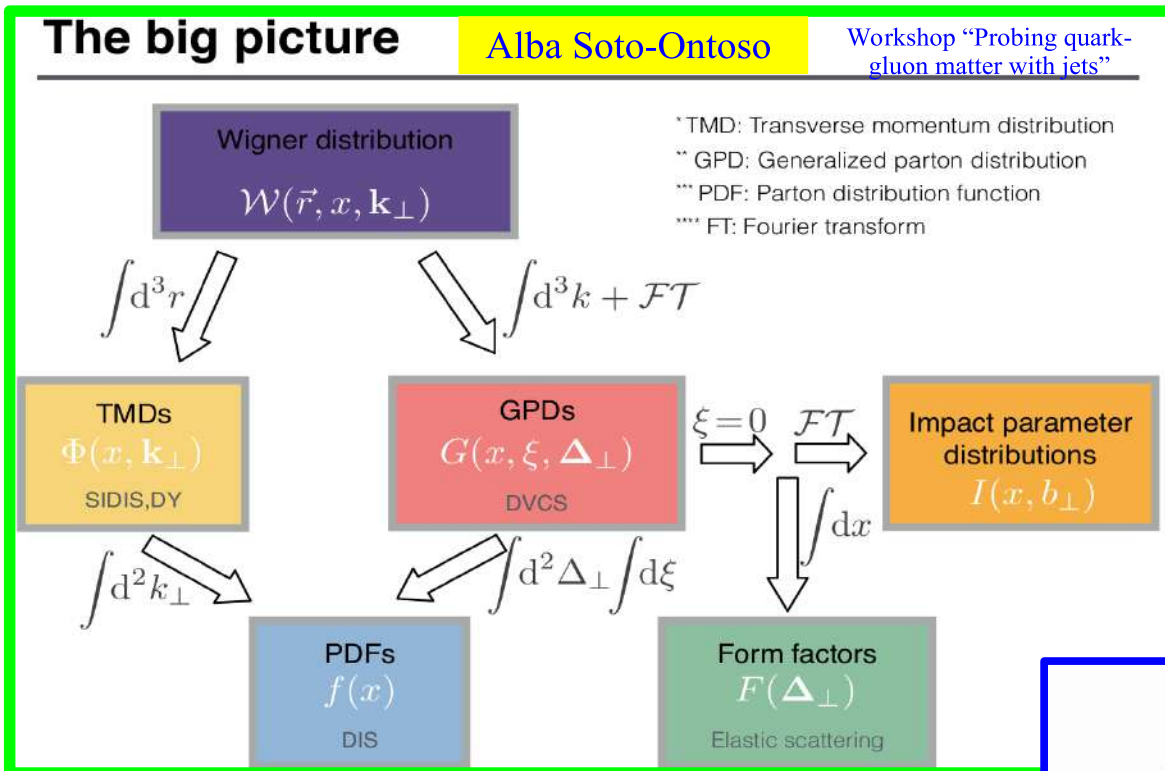 The big picture
Alba Soto-Ontoso
Workshop “Probing quark-
gluon matter with jets”
Wigner distribution
𝒲(r⃗, x, k⊥)
* TMD: Transverse momentum distribution
** GPD: Generalized parton distribution
*** PDF: Parton distribution function
**** FT: Fourier transform
∫d³r
∫d³k + ℱ𝒯
TMDs
Φ(x, k⊥)
SIDIS,DY
GPDs
G(x, ξ, Δ⊥)
DVCS
ξ=0
ℱ𝒯
Impact parameter
distributions
I(x, b⊥)
∫dx
∫d²k⊥
∫d²Δ⊥∫dξ
PDFs
f(x)
DIS
Form factors
F(Δ⊥)
Elastic scattering